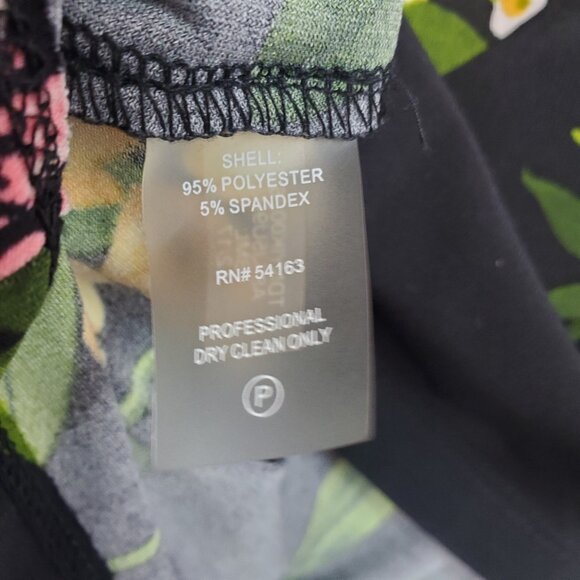 SHELL:
95% POLYESTER
5% SPANDEX
RN# 54163
PROFESSIONAL
DRY CLEAN ONLY
P